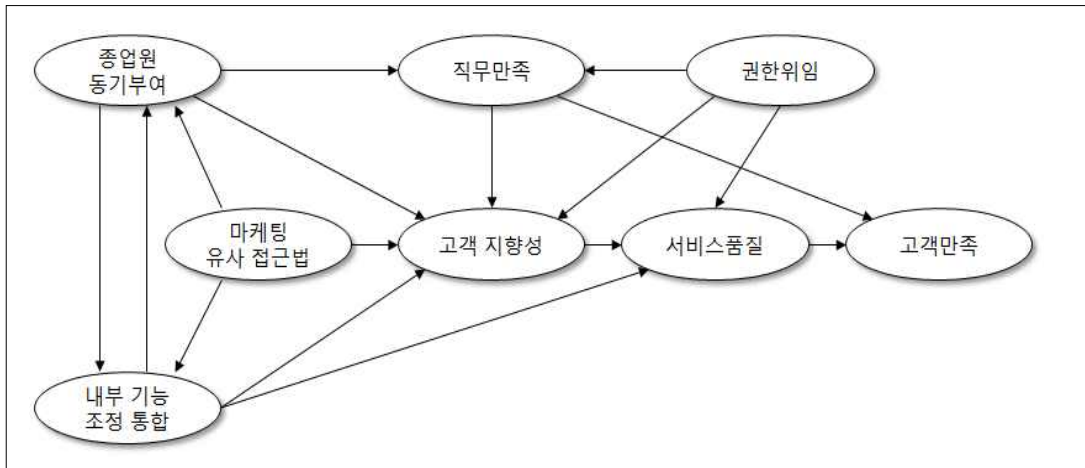 종업원
동기부여
직무만족
권한위임
마케팅
유사 접근법
고객 지향성
서비스품질
고객만족
내부 기능
조정 통합